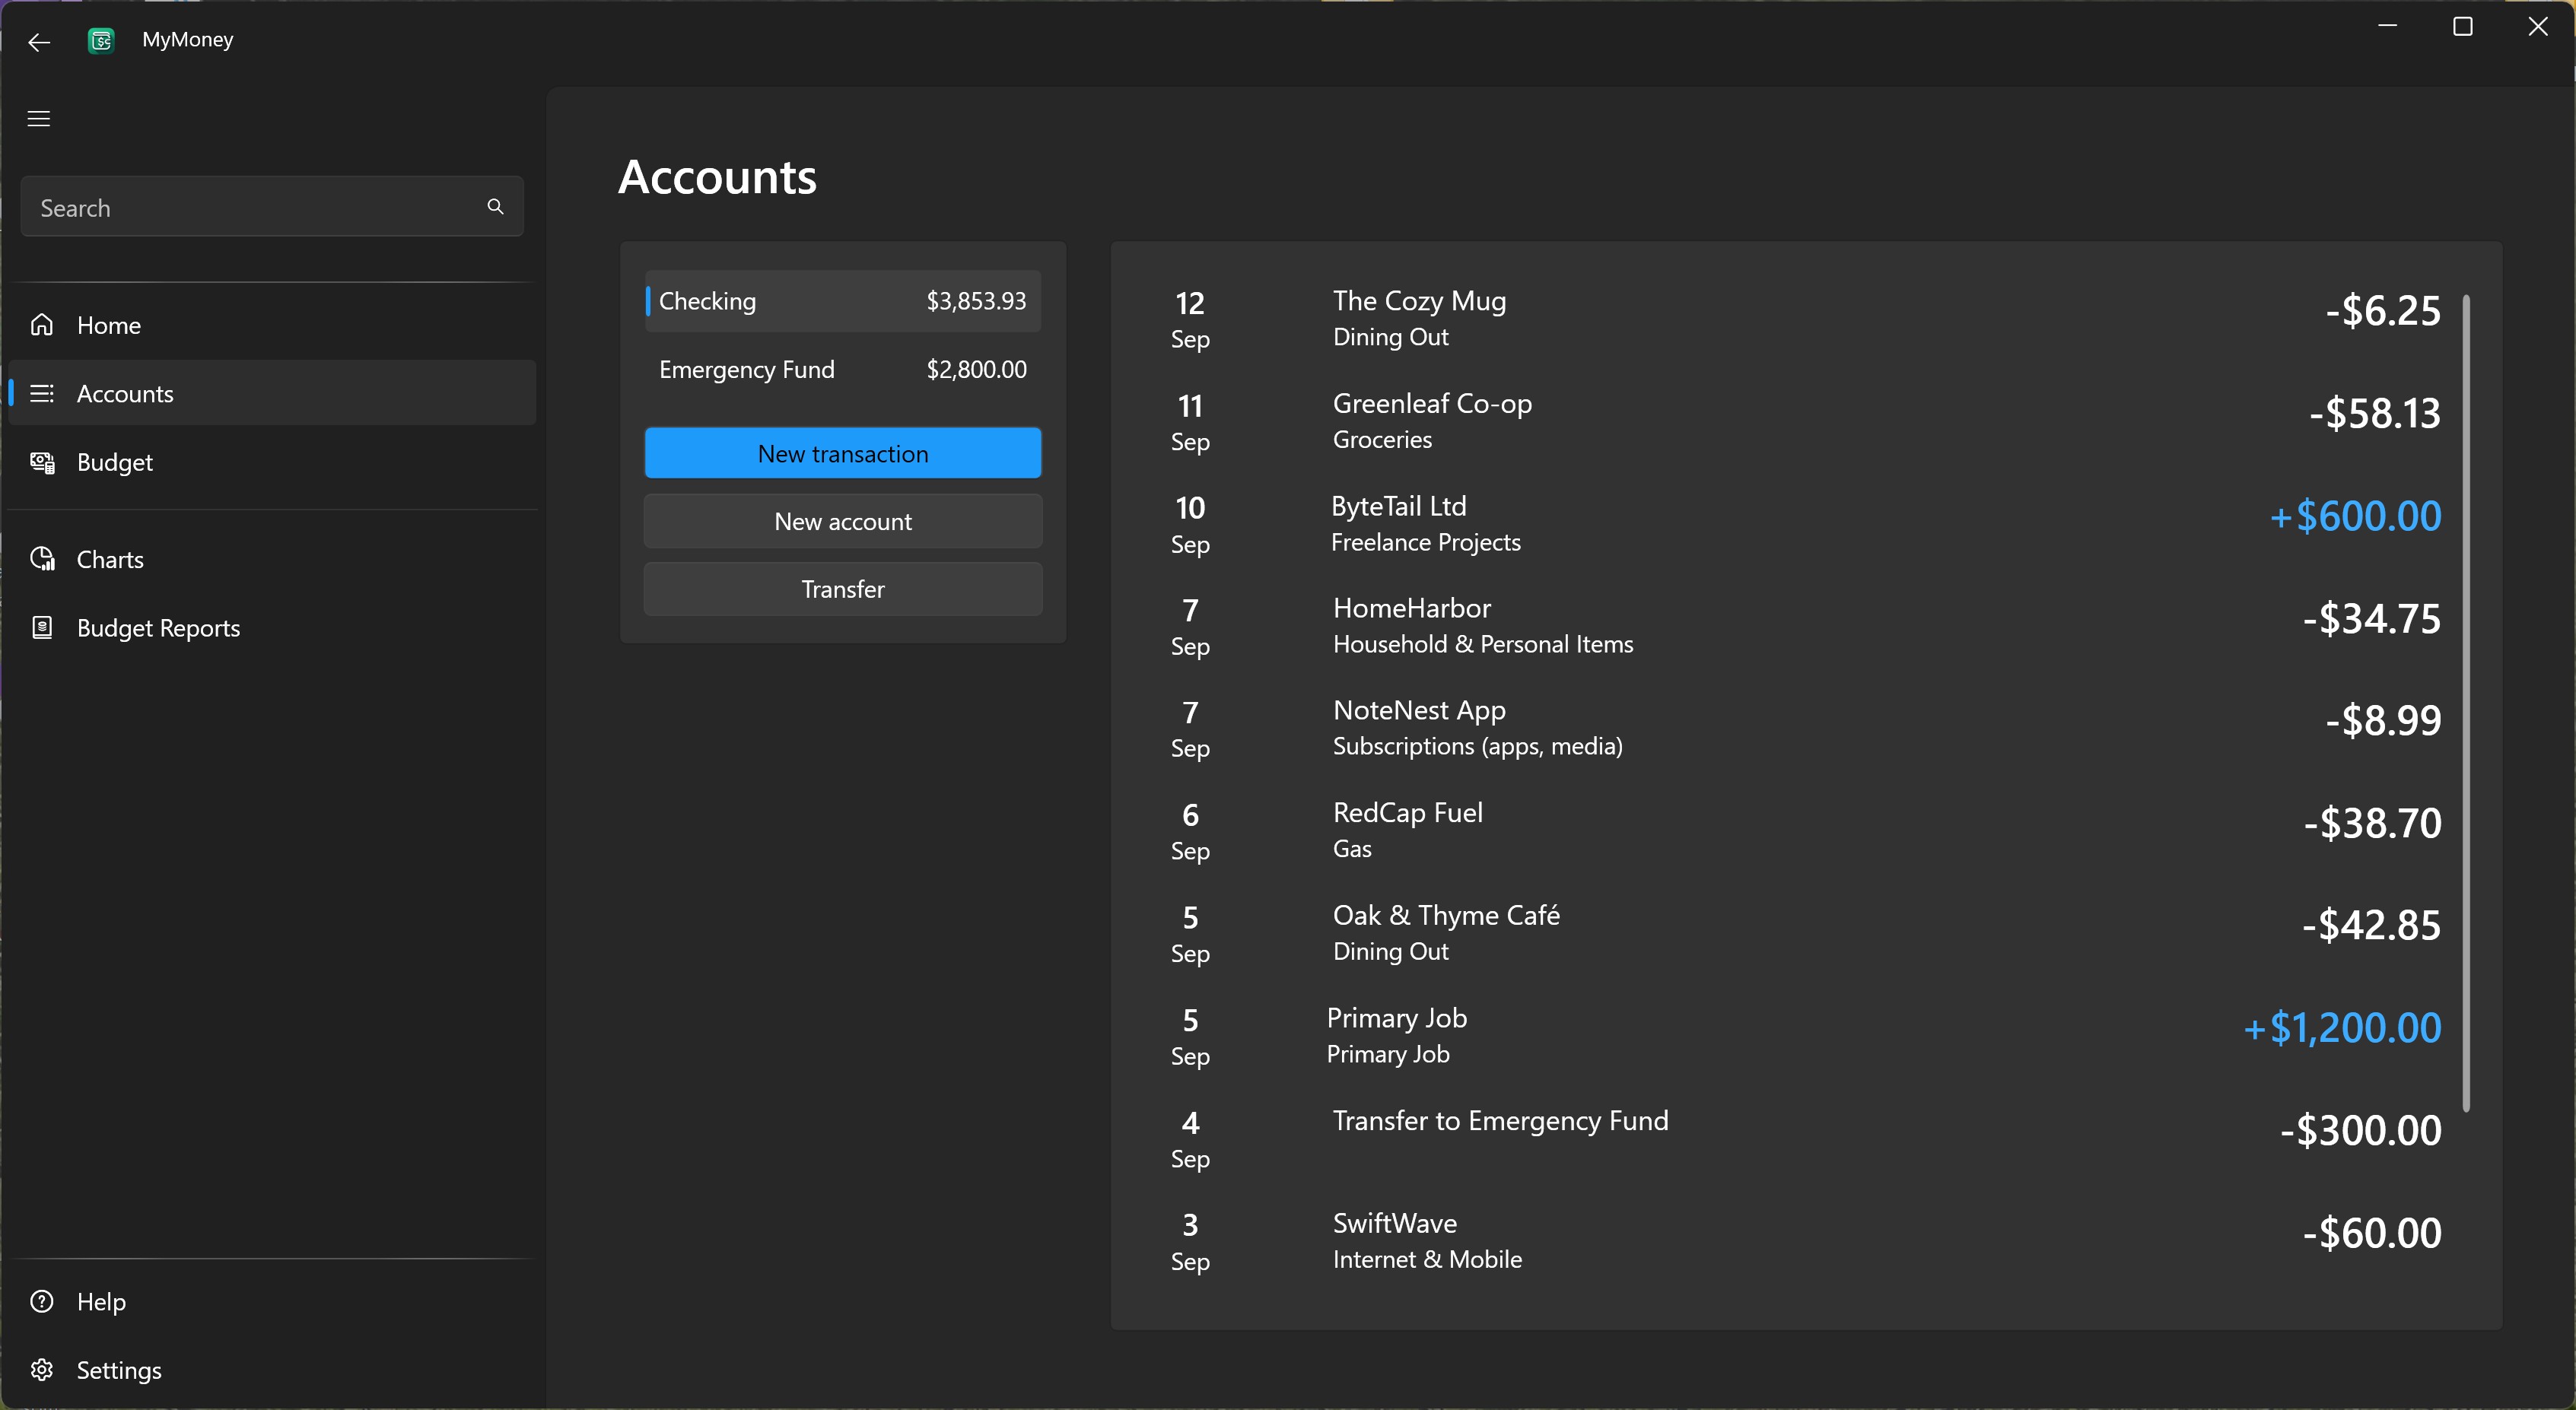 MyMoney
Search
Home
Accounts
Budget
Charts
Budget Reports
Help
Settings
Accounts
Checking $3,853.93
Emergency Fund $2,800.00
New transaction
New account
Transfer
12 The Cozy Mug -$6.25
Sep Dining Out
11 Greenleaf Co-op -$58.13
Sep Groceries
10 ByteTail Ltd +$600.00
Sep Freelance Projects
7 HomeHarbor -$34.75
Sep Household & Personal Items
7 NoteNest App -$8.99
Sep Subscriptions (apps, media)
6 RedCap Fuel -$38.70
Sep Gas
5 Oak & Thyme Café -$42.85
Sep Dining Out
5 Primary Job +$1,200.00
Sep Primary Job
4 Transfer to Emergency Fund -$300.00
Sep
3 SwiftWave -$60.00
Sep Internet & Mobile